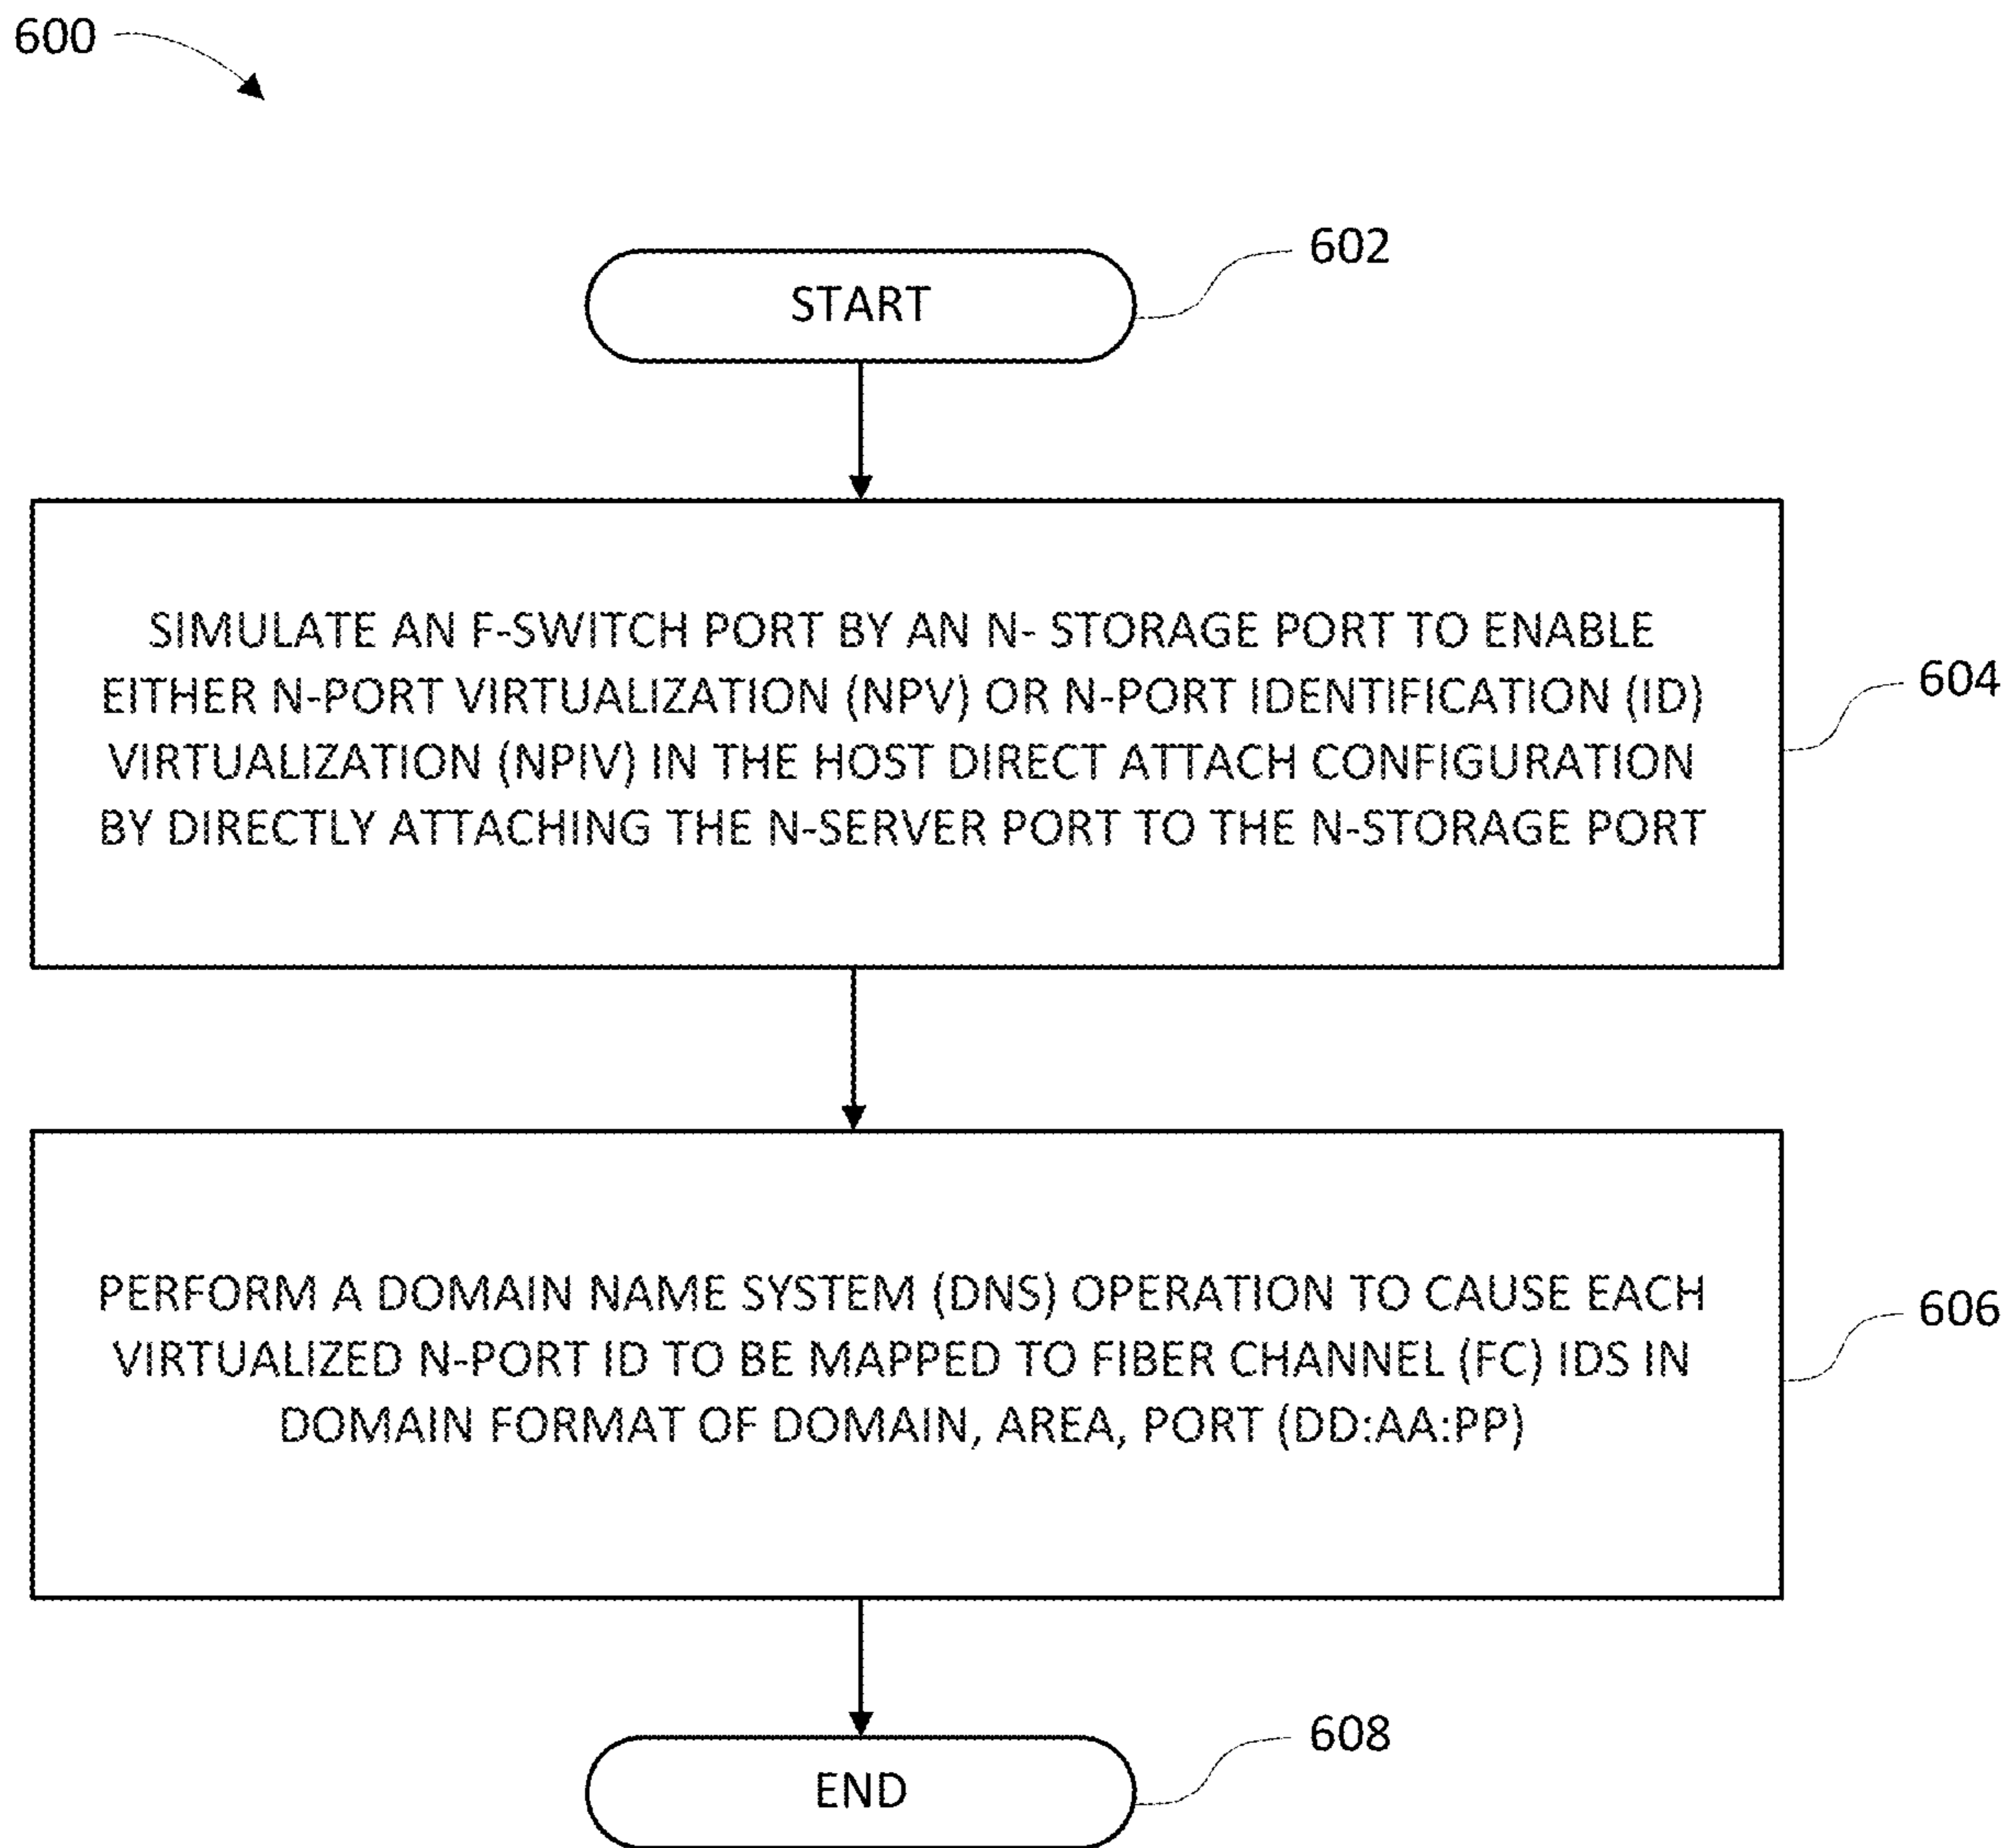 600
602
START
SIMULATE AN F-SWITCH PORT BY AN N- STORAGE PORT TO ENABLE
EITHER N-PORT VIRTUALIZATION (NPV) OR N-PORT IDENTIFICATION (ID)
VIRTUALIZATION (NPIV) IN THE HOST DIRECT ATTACH CONFIGURATION
BY DIRECTLY ATTACHING THE N-SERVER PORT TO THE N-STORAGE PORT
604
PERFORM A DOMAIN NAME SYSTEM (DNS) OPERATION TO CAUSE EACH
VIRTUALIZED N-PORT ID TO BE MAPPED TO FIBER CHANNEL (FC) IDS IN
DOMAIN FORMAT OF DOMAIN, AREA, PORT (DD:AA:PP)
606
608
END